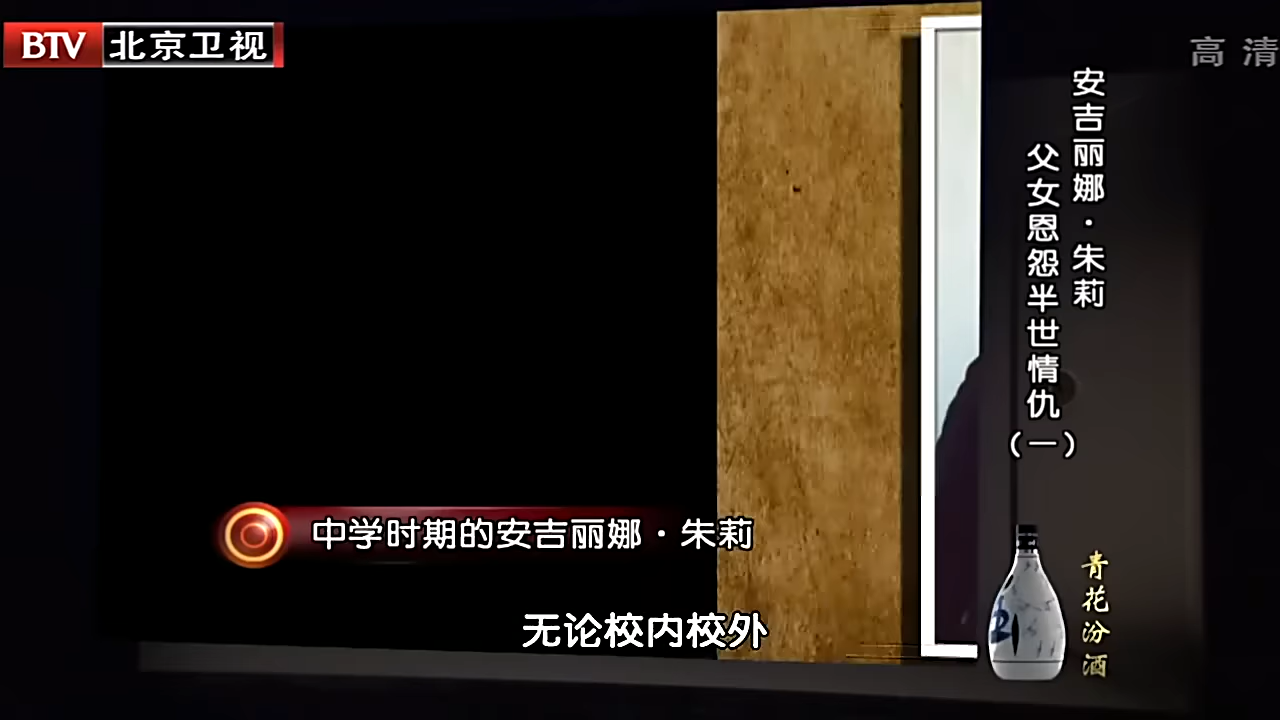 BTV 北京卫视
高清
安吉丽娜·朱莉
父女恩怨半世情仇
（一）
中学时期的安吉丽娜·朱莉
无论校内校外
青花汾酒